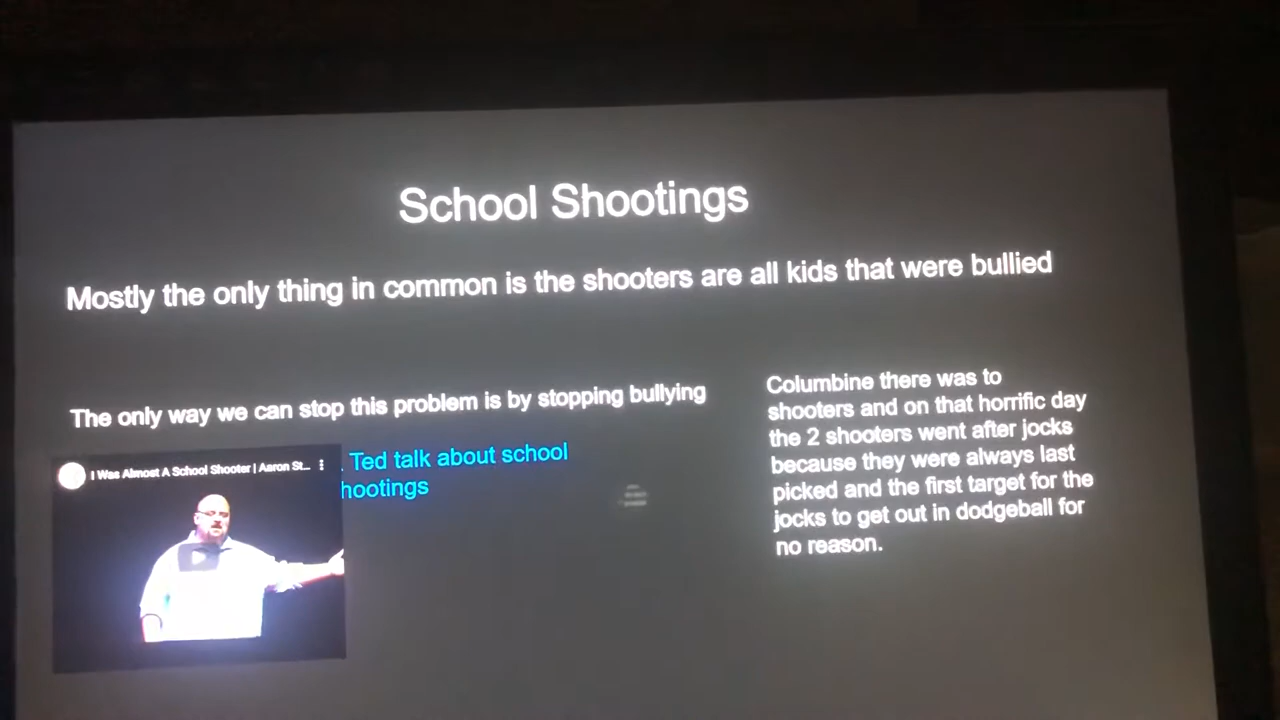 School Shootings
Mostly the only thing in common is the shooters are all kids that were bullied
The only way we can stop this problem is by stopping bullying
I Was Almost A School Shooter | Aaron St...
Ted talk about school
hootings
Columbine there was to
shooters and on that horrific day
the 2 shooters went after jocks
because they were always last
picked and the first target for the
jocks to get out in dodgeball for
no reason.